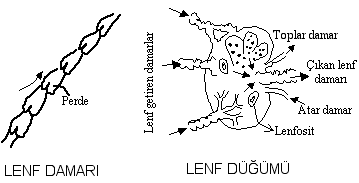 Perde
LENF DAMARI
Lenf getiren damarlar
Toplar damar
Çıkan lenf
damarı
Atar damar
Lenfosit
LENF DÜĞÜMÜ